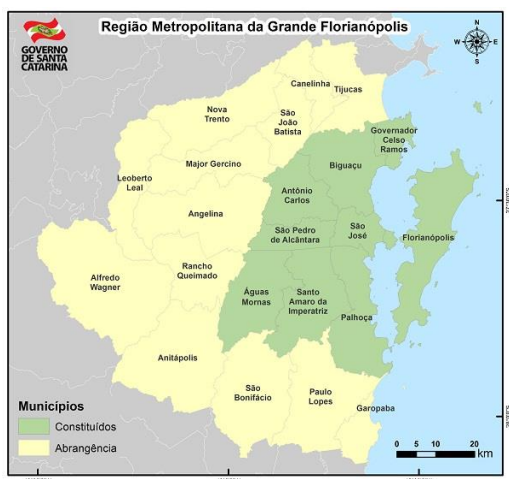 Região Metropolitana da Grande Florianópolis
GOVERNO
DE SANTA
CATARINA
N
W
E
S
Canelinha
Tijucas
Nova
Trento
São
João
Batista
Governador
Celso
Ramos
Major Gercino
Biguaçu
Leoberto
Leal
Antônio
Carlos
Angelina
São Pedro
de Alcântara
São
José
Florianópolis
Rancho
Queimado
Alfredo
Wagner
Águas
Mornas
Santo
Amaro da
Imperatriz
Palhoça
Anitápolis
São
Bonifácio
Paulo
Lopes
Garopaba
Municípios
Constituídos
Abrangência
0 5 10 20
km